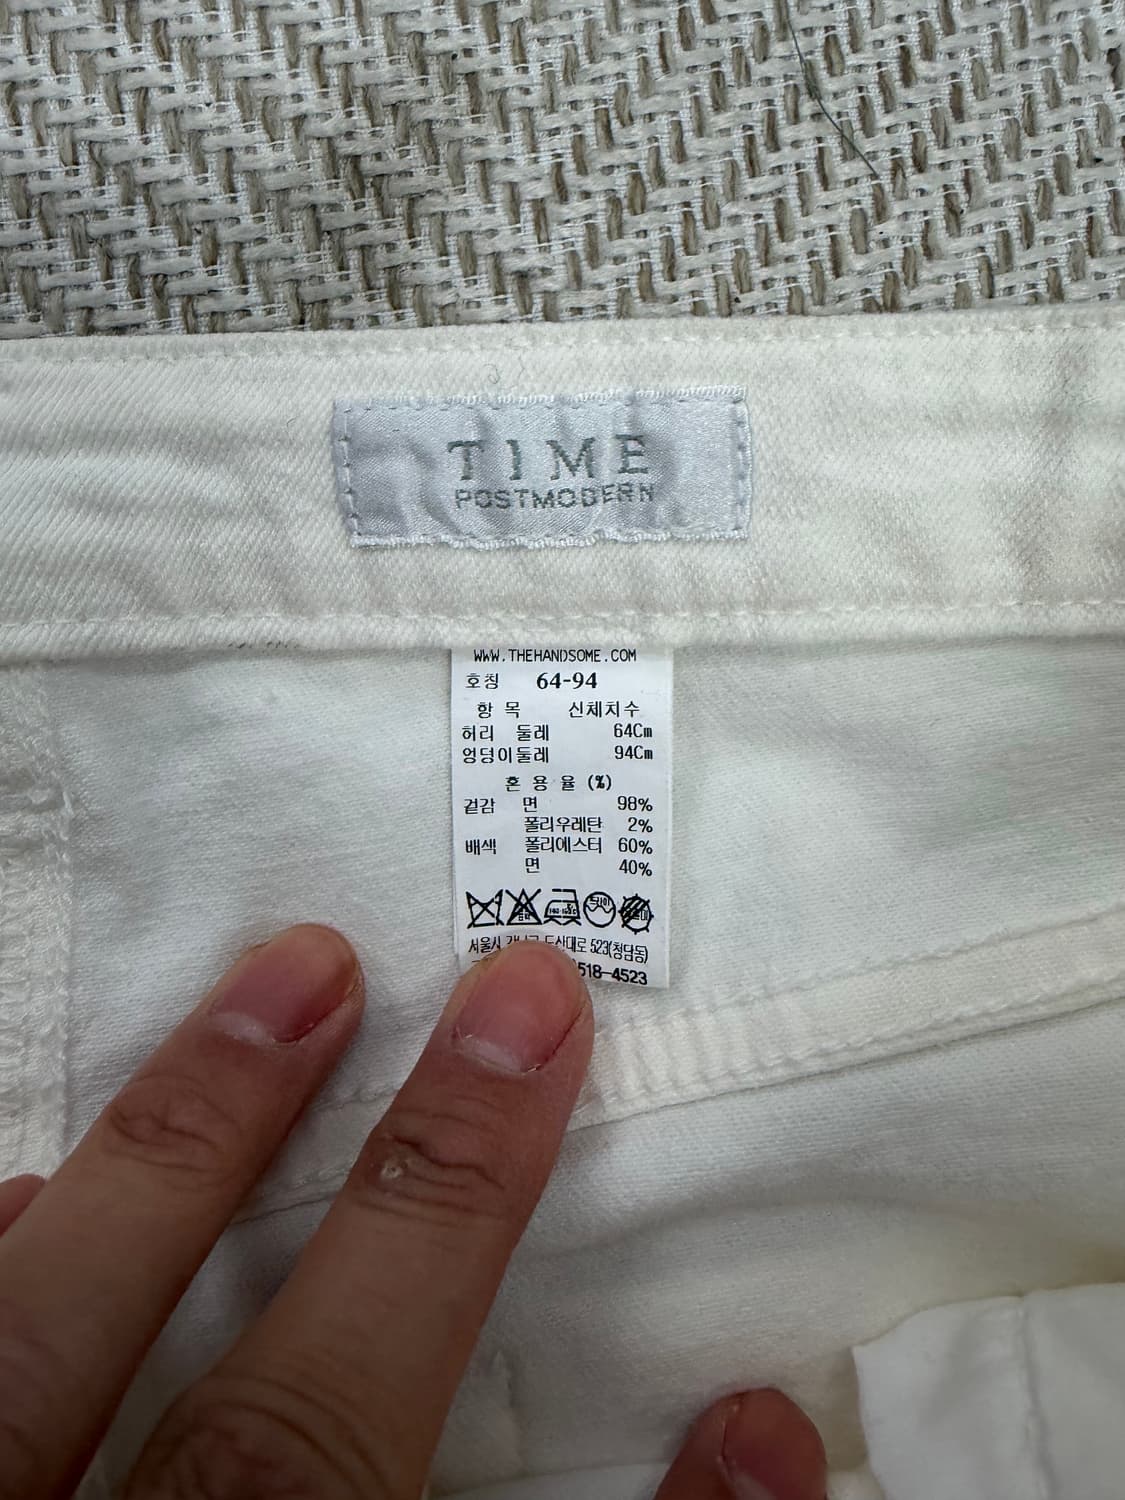 TIME
POSTMODERN
WWW.THEHANDSOME.COM
호칭 64-94
항 목 신체치수
허리 둘레 64Cm
엉덩이둘레 94Cm
혼 용 율 (%)
겉감 면 98%
폴리우레탄 2%
배색 폴리에스터 60%
면 40%
드라이
서울시 도산대로 523(청담동)
518-4523